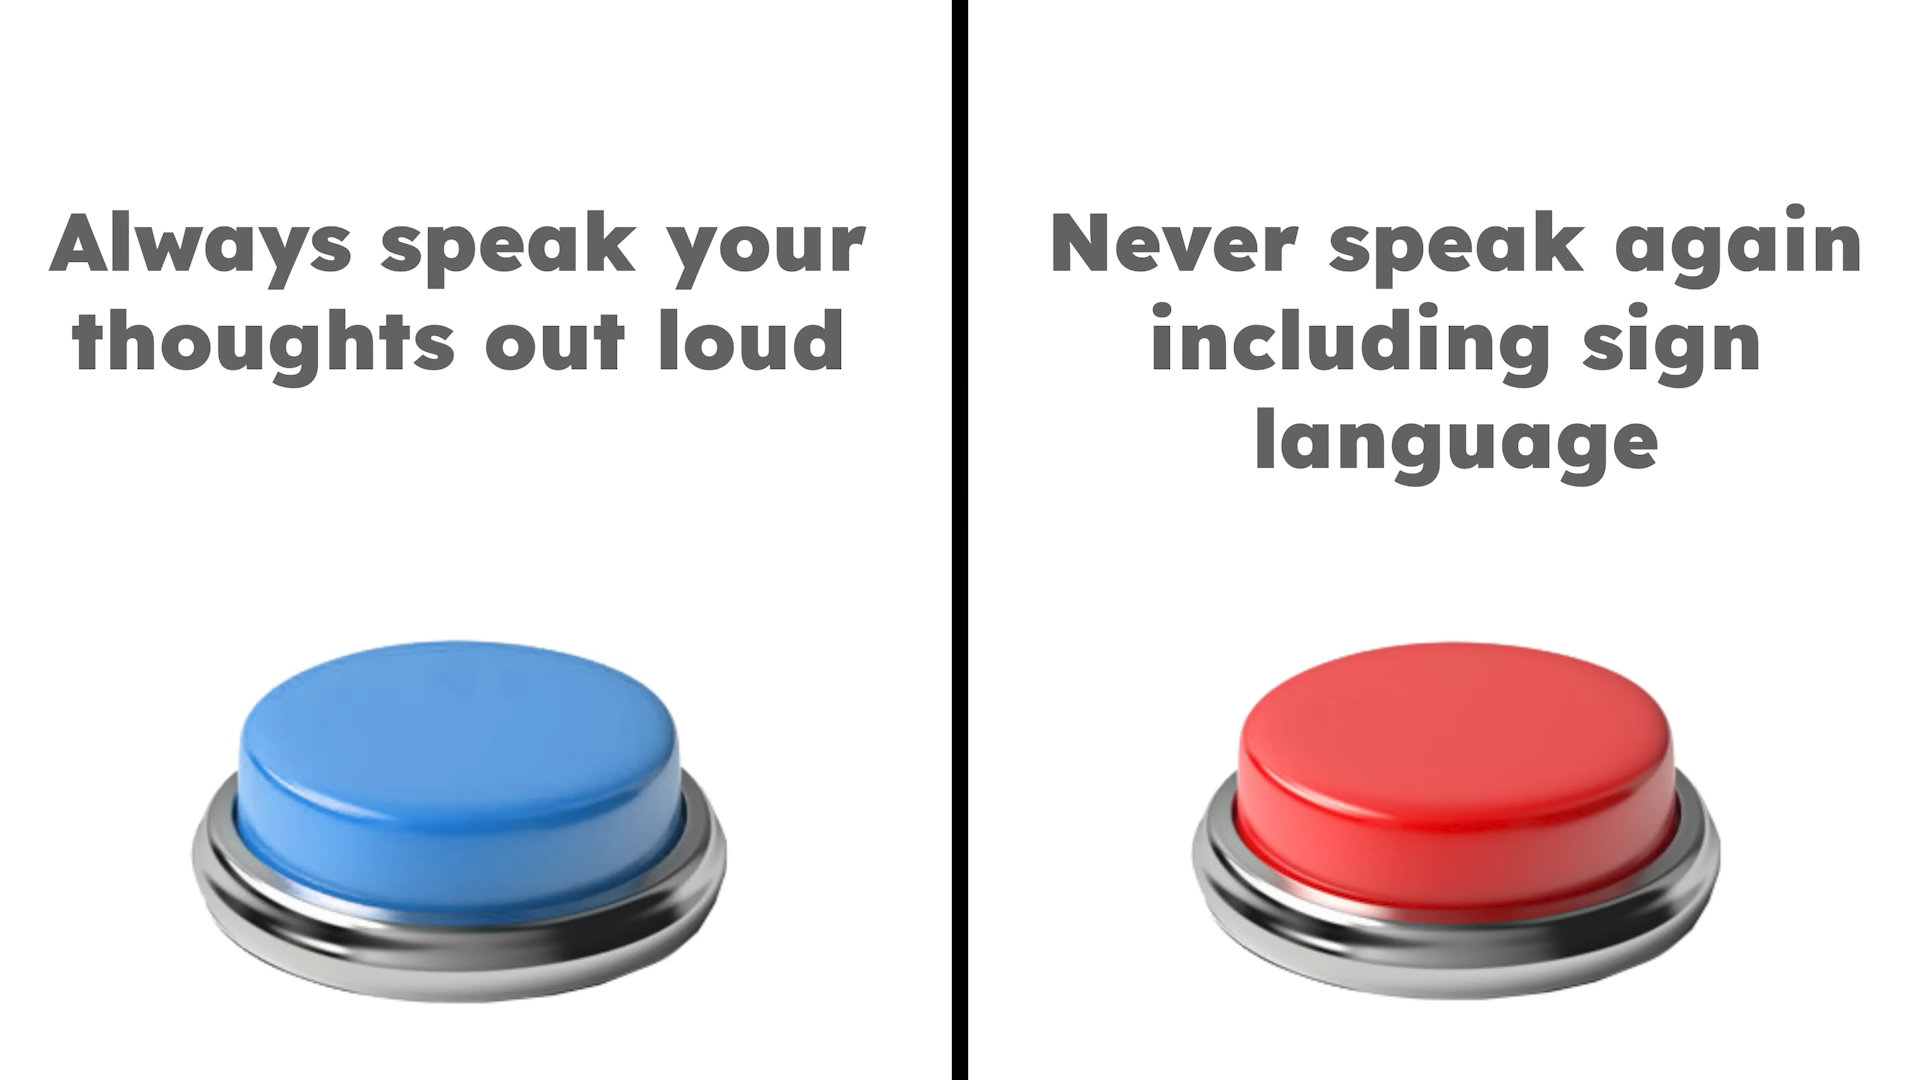 Always speak your
thoughts out loud
Never speak again
including sign
language